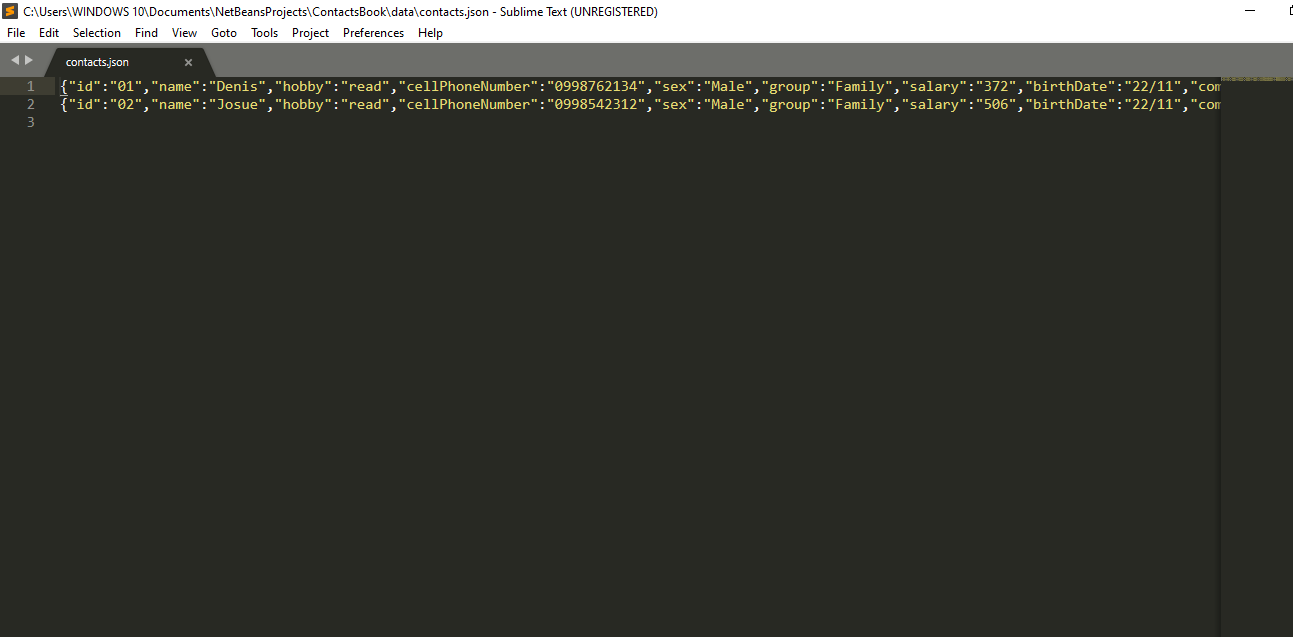 C:\Users\WINDOWS 10\Documents\NetBeansProjects\ContactsBook\data\contacts.json - Sublime Text (UNREGISTERED)
File Edit Selection Find View Goto Tools Project Preferences Help
contacts.json
1 {"id":"01","name":"Denis","hobby":"read","cellPhoneNumber":"0998762134","sex":"Male","group":"Family","salary":"372","birthDate":"22/11","com
2 {"id":"02","name":"Josue","hobby":"read","cellPhoneNumber":"0998542312","sex":"Male","group":"Family","salary":"506","birthDate":"22/11","com
3